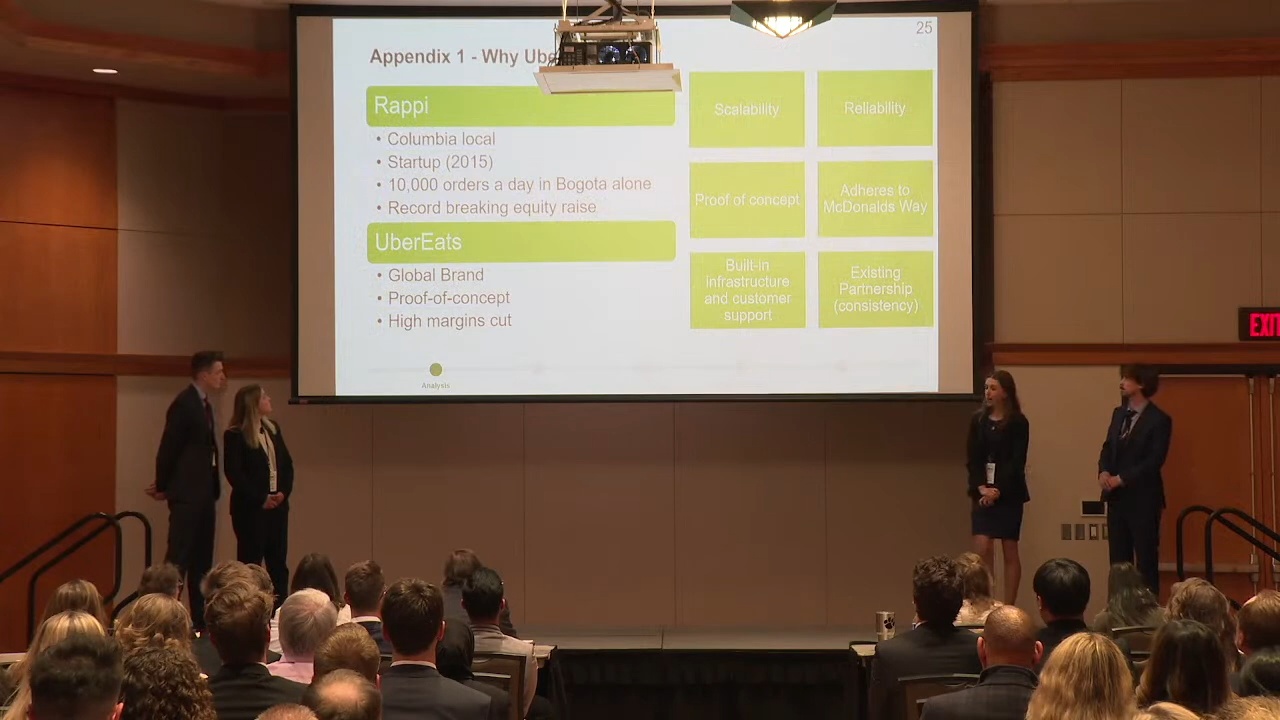 25
Appendix 1 - Why
Rappi
• Columbia local
• Startup (2015)
• 10,000 orders a day in Bogota alone
• Record breaking equity raise
UberEats
• Global Brand
• Proof-of-concept
• High margins cut
Scalability
Reliability
Proof of concept
Adheres to
McDonalds Way
Built-in
infrastructure
and customer
support
Existing
Partnership
(consistency)
Analysis
EXIT